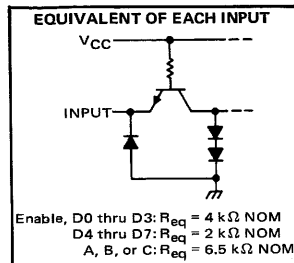 EQUIVALENT OF EACH INPUT
VCC
INPUT
Enable, D0 thru D3: Req = 4 kΩ NOM
D4 thru D7: Req = 2 kΩ NOM
A, B, or C: Req = 6.5 kΩ NOM